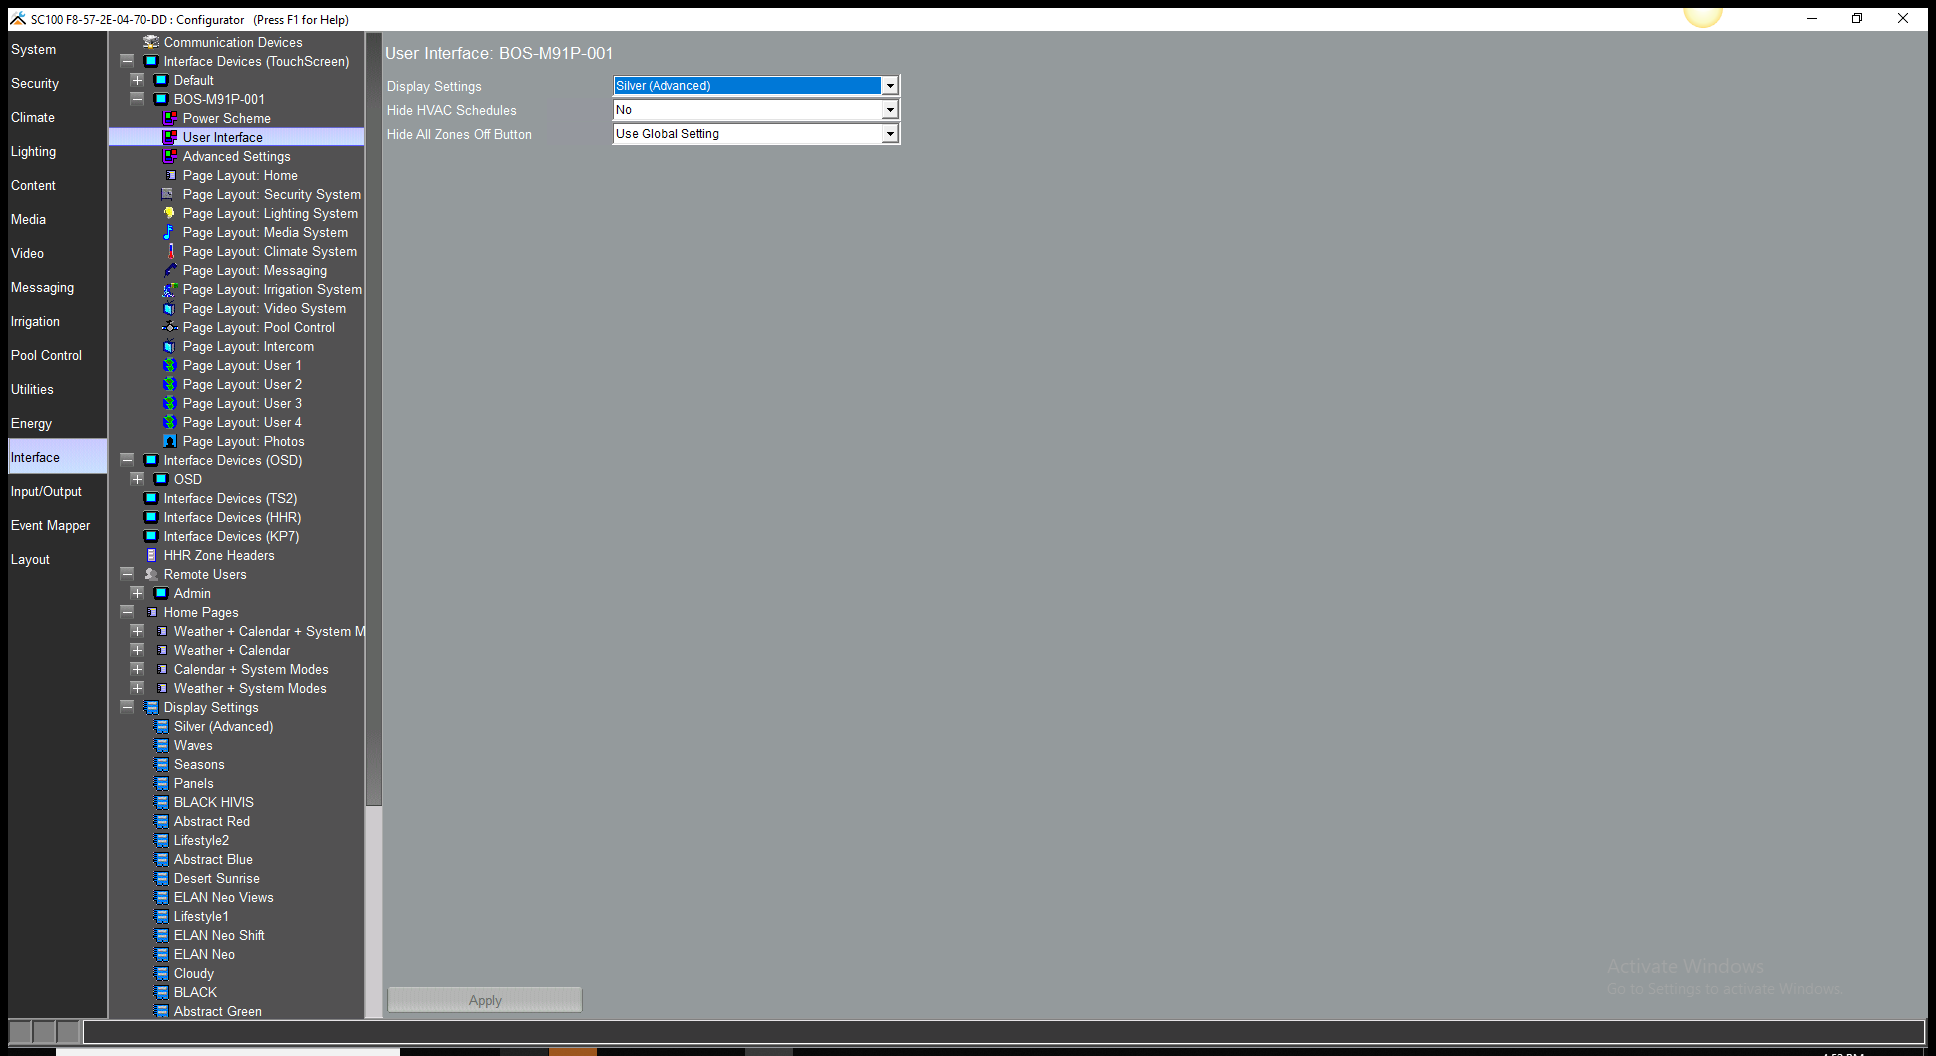 SC100 F8-57-2E-04-70-DD : Configurator (Press F1 for Help)
System
Security
Climate
Lighting
Content
Media
Video
Messaging
Irrigation
Pool Control
Utilities
Energy
Interface
Input/Output
Event Mapper
Layout
Communication Devices
Interface Devices (TouchScreen)
Default
BOS-M91P-001
Power Scheme
User Interface
Advanced Settings
Page Layout: Home
Page Layout: Security System
Page Layout: Lighting System
Page Layout: Media System
Page Layout: Climate System
Page Layout: Messaging
Page Layout: Irrigation System
Page Layout: Video System
Page Layout: Pool Control
Page Layout: Intercom
Page Layout: User 1
Page Layout: User 2
Page Layout: User 3
Page Layout: User 4
Page Layout: Photos
Interface Devices (OSD)
OSD
Interface Devices (TS2)
Interface Devices (HHR)
Interface Devices (KP7)
HHR Zone Headers
Remote Users
Admin
Home Pages
Weather + Calendar + System M
Weather + Calendar
Calendar + System Modes
Weather + System Modes
Display Settings
Silver (Advanced)
Waves
Seasons
Panels
BLACK HIVIS
Abstract Red
Lifestyle2
Abstract Blue
Desert Sunrise
ELAN Neo Views
Lifestyle1
ELAN Neo Shift
ELAN Neo
Cloudy
BLACK
Abstract Green
User Interface: BOS-M91P-001
Display Settings Silver (Advanced)
Hide HVAC Schedules No
Hide All Zones Off Button Use Global Setting
Apply
Activate Windows
Go to Settings to activate Windows.